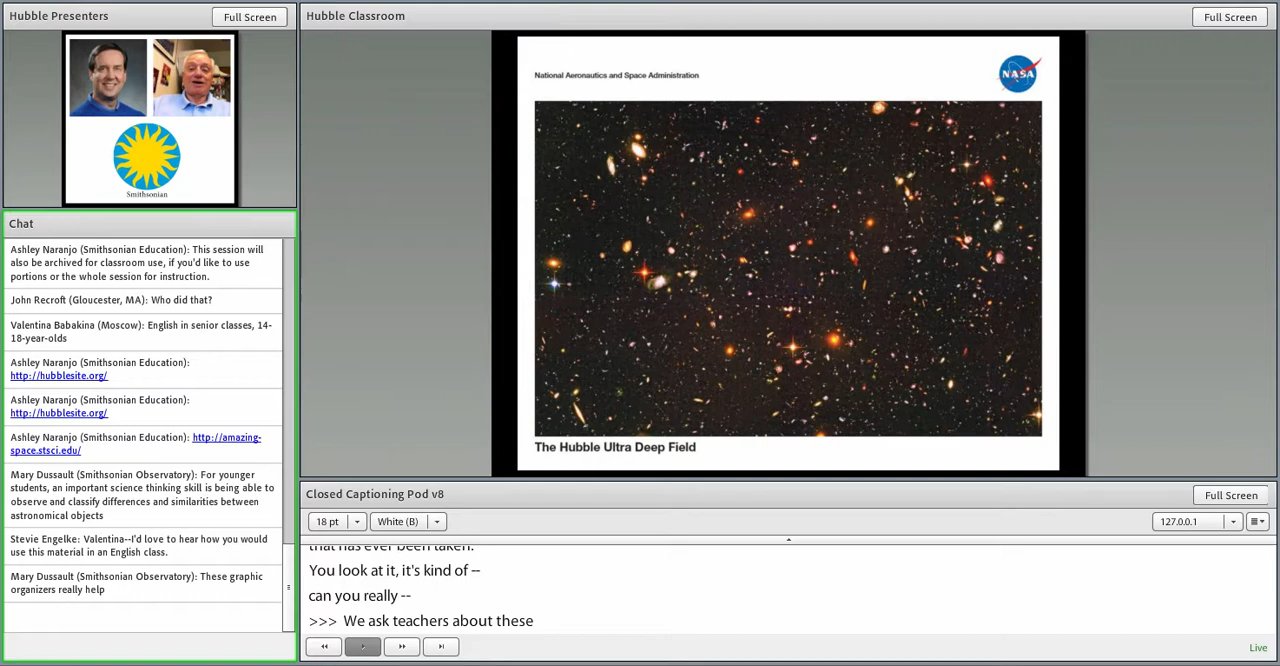 Hubble Presenters
Full Screen
Smithsonian
Chat
Ashley Naranjo (Smithsonian Education): This session will
also be archived for classroom use, if you'd like to use
portions or the whole session for instruction.
John Recroft (Gloucester, MA): Who did that?
Valentina Babakina (Moscow): English in senior classes, 14-
18-year-olds
Ashley Naranjo (Smithsonian Education):
http://hubblesite.org/
Ashley Naranjo (Smithsonian Education):
http://hubblesite.org/
Ashley Naranjo (Smithsonian Education): http://amazing-
space.stsci.edu/
Mary Dussault (Smithsonian Observatory): For younger
students, an important science thinking skill is being able to
observe and classify differences and similarities between
astronomical objects
Stevie Engelke: Valentina--I'd love to hear how you would
use this material in an English class.
Mary Dussault (Smithsonian Observatory): These graphic
organizers really help
Hubble Classroom
Full Screen
National Aeronautics and Space Administration
NASA
The Hubble Ultra Deep Field
Closed Captioning Pod v8
Full Screen
18 pt
White (B)
127.0.0.1
that has ever been taken.
You look at it, it's kind of --
can you really --
>>> We ask teachers about these
Live